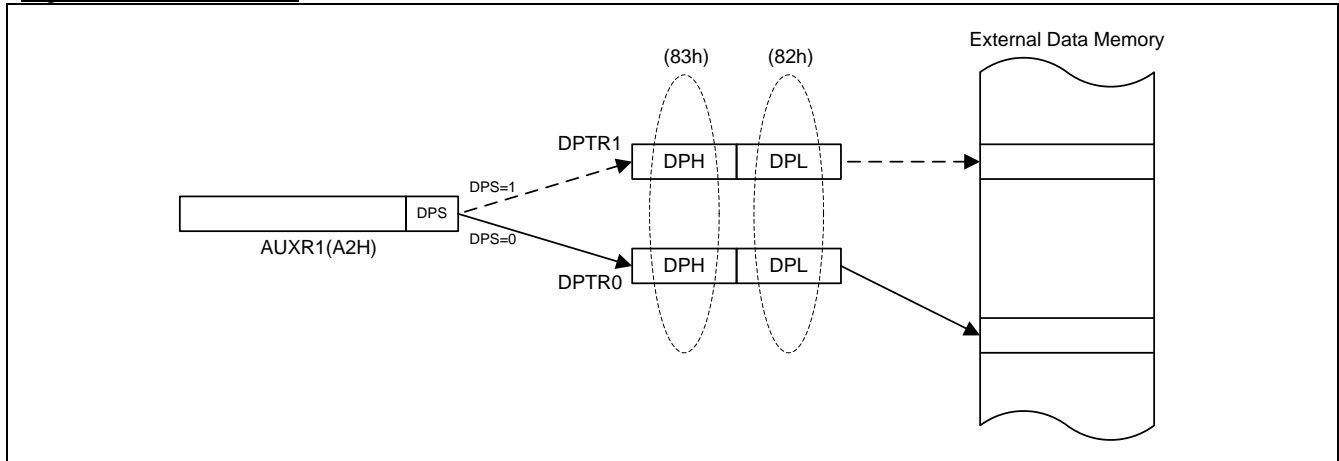 External Data Memory
(83h) (82h)
DPTR1
DPH DPL
DPS=1
DPS
DPS=0
AUXR1(A2H)
DPH DPL
DPTR0